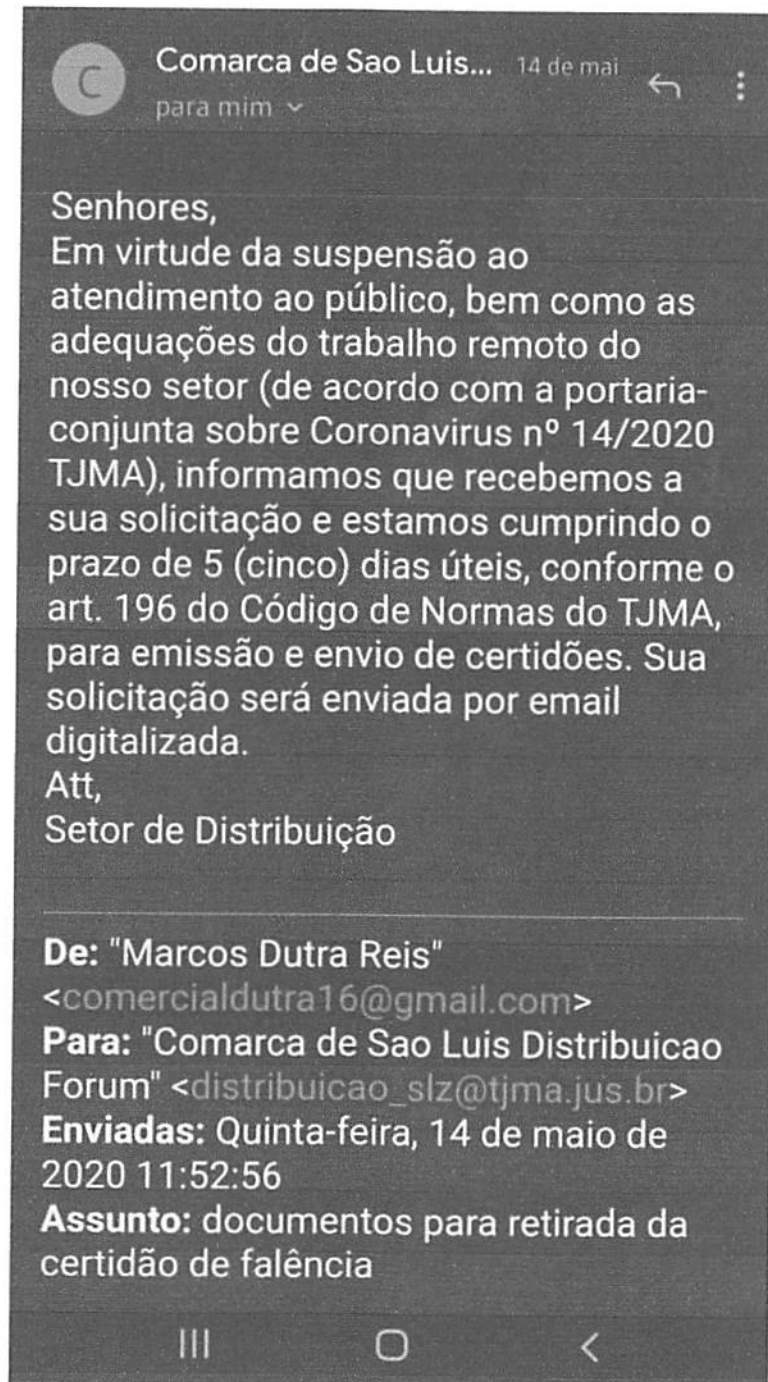 C
Comarca de Sao Luis... 14 de mai
para mim
Senhores,
Em virtude da suspensão ao
atendimento ao público, bem como as
adequações do trabalho remoto do
nosso setor (de acordo com a portaria-
conjunta sobre Coronavirus nº 14/2020
TJMA), informamos que recebemos a
sua solicitação e estamos cumprindo o
prazo de 5 (cinco) dias úteis, conforme o
art. 196 do Código de Normas do TJMA,
para emissão e envio de certidões. Sua
solicitação será enviada por email
digitalizada.
Att,
Setor de Distribuição
De: "Marcos Dutra Reis"
<comercialdutra16@gmail.com>
Para: "Comarca de Sao Luis Distribuicao
Forum" <distribuicao_slz@tjma.jus.br>
Enviadas: Quinta-feira, 14 de maio de
2020 11:52:56
Assunto: documentos para retirada da
certidão de falência